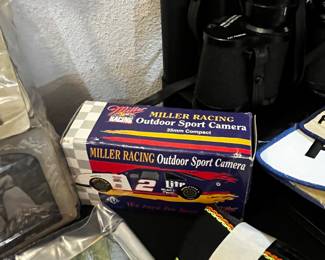 Miller
RACING
MILLER RACING
Outdoor Sport Camera
35mm Compact
MILLER RACING Outdoor Sport Camera
2
lite
T